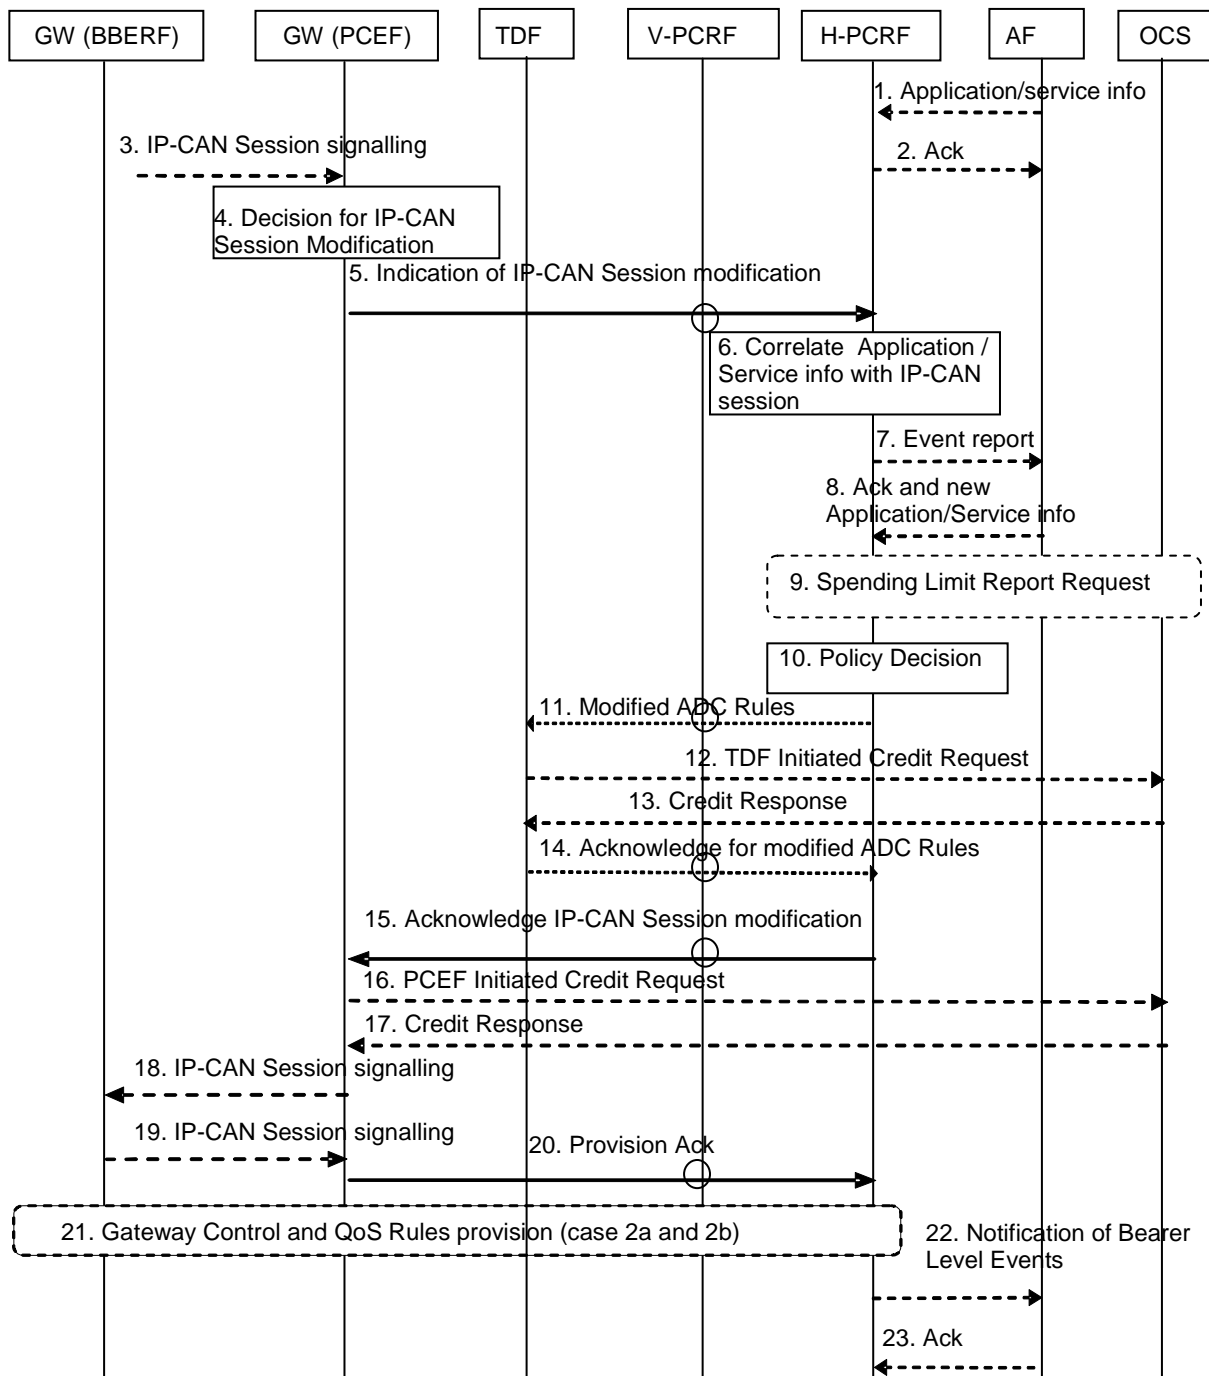 GW (BBERF)
GW (PCEF)
TDF
V-PCRF
H-PCRF
AF
OCS
1. Application/service info
2. Ack
3. IP-CAN Session signalling
4. Decision for IP-CAN
Session Modification
5. Indication of IP-CAN Session modification
6. Correlate Application /
Service info with IP-CAN
session
7. Event report
8. Ack and new
Application/Service info
9. Spending Limit Report Request
10. Policy Decision
11. Modified ADC Rules
12. TDF Initiated Credit Request
13. Credit Response
14. Acknowledge for modified ADC Rules
15. Acknowledge IP-CAN Session modification
16. PCEF Initiated Credit Request
17. Credit Response
18. IP-CAN Session signalling
19. IP-CAN Session signalling
20. Provision Ack
21. Gateway Control and QoS Rules provision (case 2a and 2b)
22. Notification of Bearer
Level Events
23. Ack